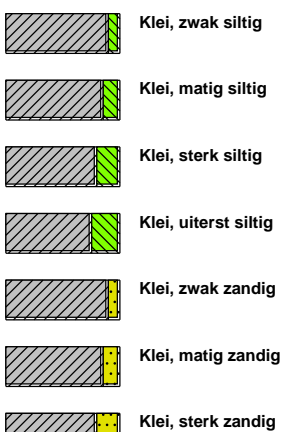 Klei, zwak siltig
Klei, matig siltig
Klei, sterk siltig
Klei, uiterst siltig
Klei, zwak zandig
Klei, matig zandig
Klei, sterk zandig